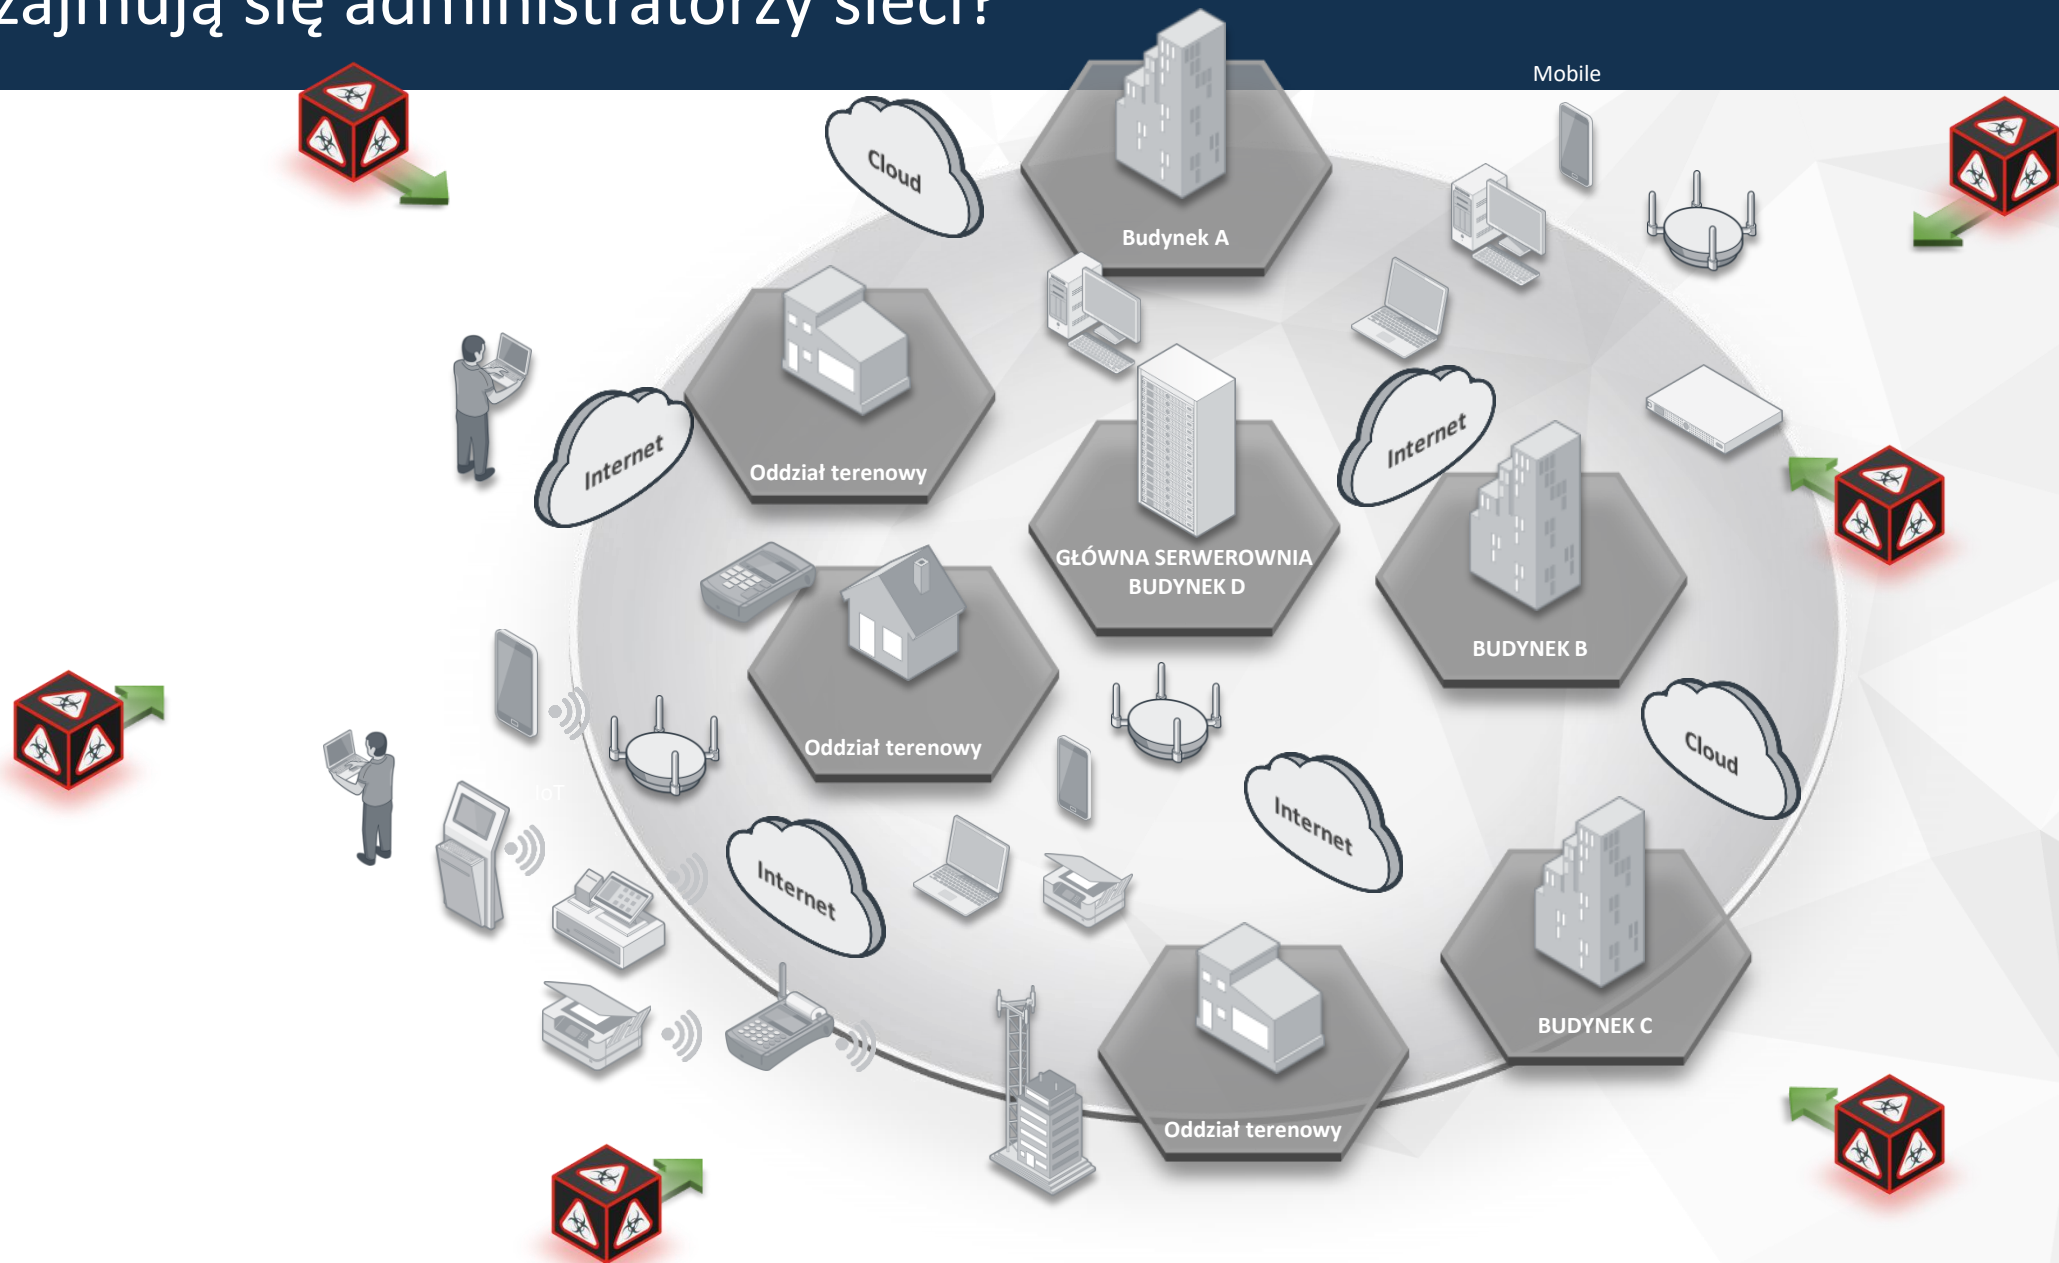 zajmują się administratorzy sieci?
Mobile
Cloud
Budynek A
Internet
Oddział terenowy
Internet
GŁÓWNA SERWEROWNIA
BUDYNEK D
BUDYNEK B
Oddział terenowy
Cloud
IoT
Internet
Internet
BUDYNEK C
Oddział terenowy